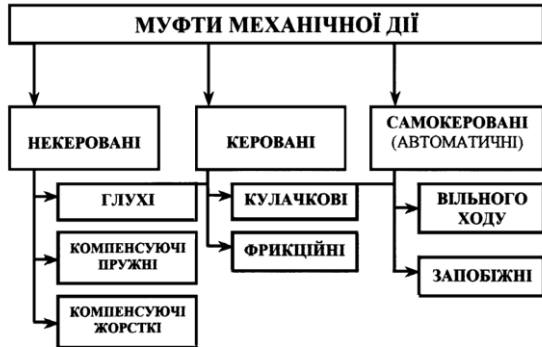 МУФТИ МЕХАНІЧНОЇ ДІЇ
НЕКЕРОВАНІ
КЕРОВАНІ
САМОКЕРОВАНІ
(АВТОМАТИЧНІ)
ГЛУХІ
КОМПЕНСУЮЧІ
ПРУЖНІ
КОМПЕНСУЮЧІ
ЖОРСТКІ
КУЛАЧКОВІ
ФРИКЦІЙНІ
ВІЛЬНОГО
ХОДУ
ЗАПОБІЖНІ